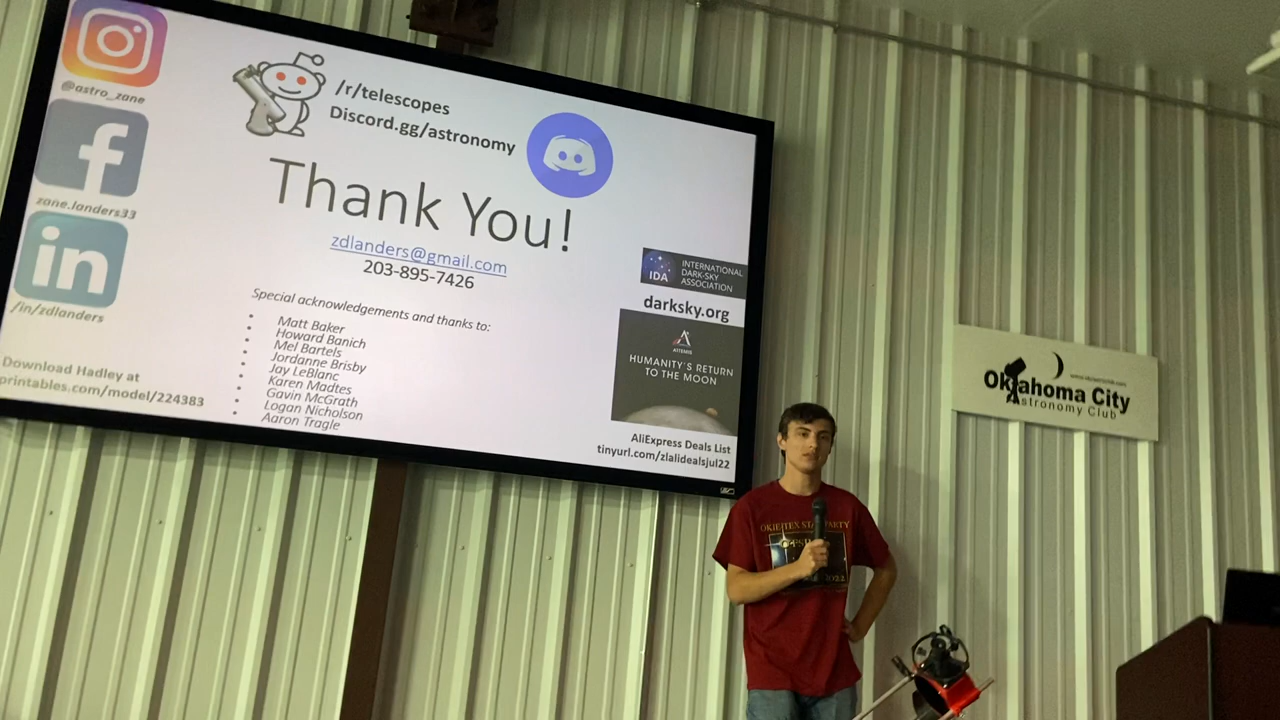 @astro_zane
zane.landers33
in
/in/zdlanders
Download Hadley at
printables.com/model/224383
/r/telescopes
Discord.gg/astronomy
Thank You!
zdlanders@gmail.com
203-895-7426
Special acknowledgements and thanks to:
• Matt Baker
• Howard Banich
• Mel Bartels
• Jordanne Brisby
• Jay LeBlanc
• Karen Madtes
• Gavin McGrath
• Logan Nicholson
• Aaron Tragle
IDA
INTERNATIONAL
DARK-SKY
ASSOCIATION
darksky.org
ARTEMIS
HUMANITY'S RETURN
TO THE MOON
AliExpress Deals List
tinyurl.com/zlalidealsjul22
Oklahoma City
Astronomy Club
OKIE-TEX STAR PARTY
2022